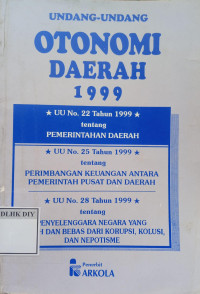 UNDANG-UNDANG
OTONOMI
DAERAH
1999
★ UU No. 22 Tahun 1999 ★
tentang
PEMERINTAHAN DAERAH
★ UU No. 25 Tahun 1999 ★
tentang
PERIMBANGAN KEUANGAN ANTARA
PEMERINTAH PUSAT DAN DAERAH
★ UU No. 28 Tahun 1999 ★
tentang
PENYELENGGARA NEGARA YANG
H DAN BEBAS DARI KORUPSI, KOLUSI,
DAN NEPOTISME
DLHK DIY
Penerbit
ARKOLA